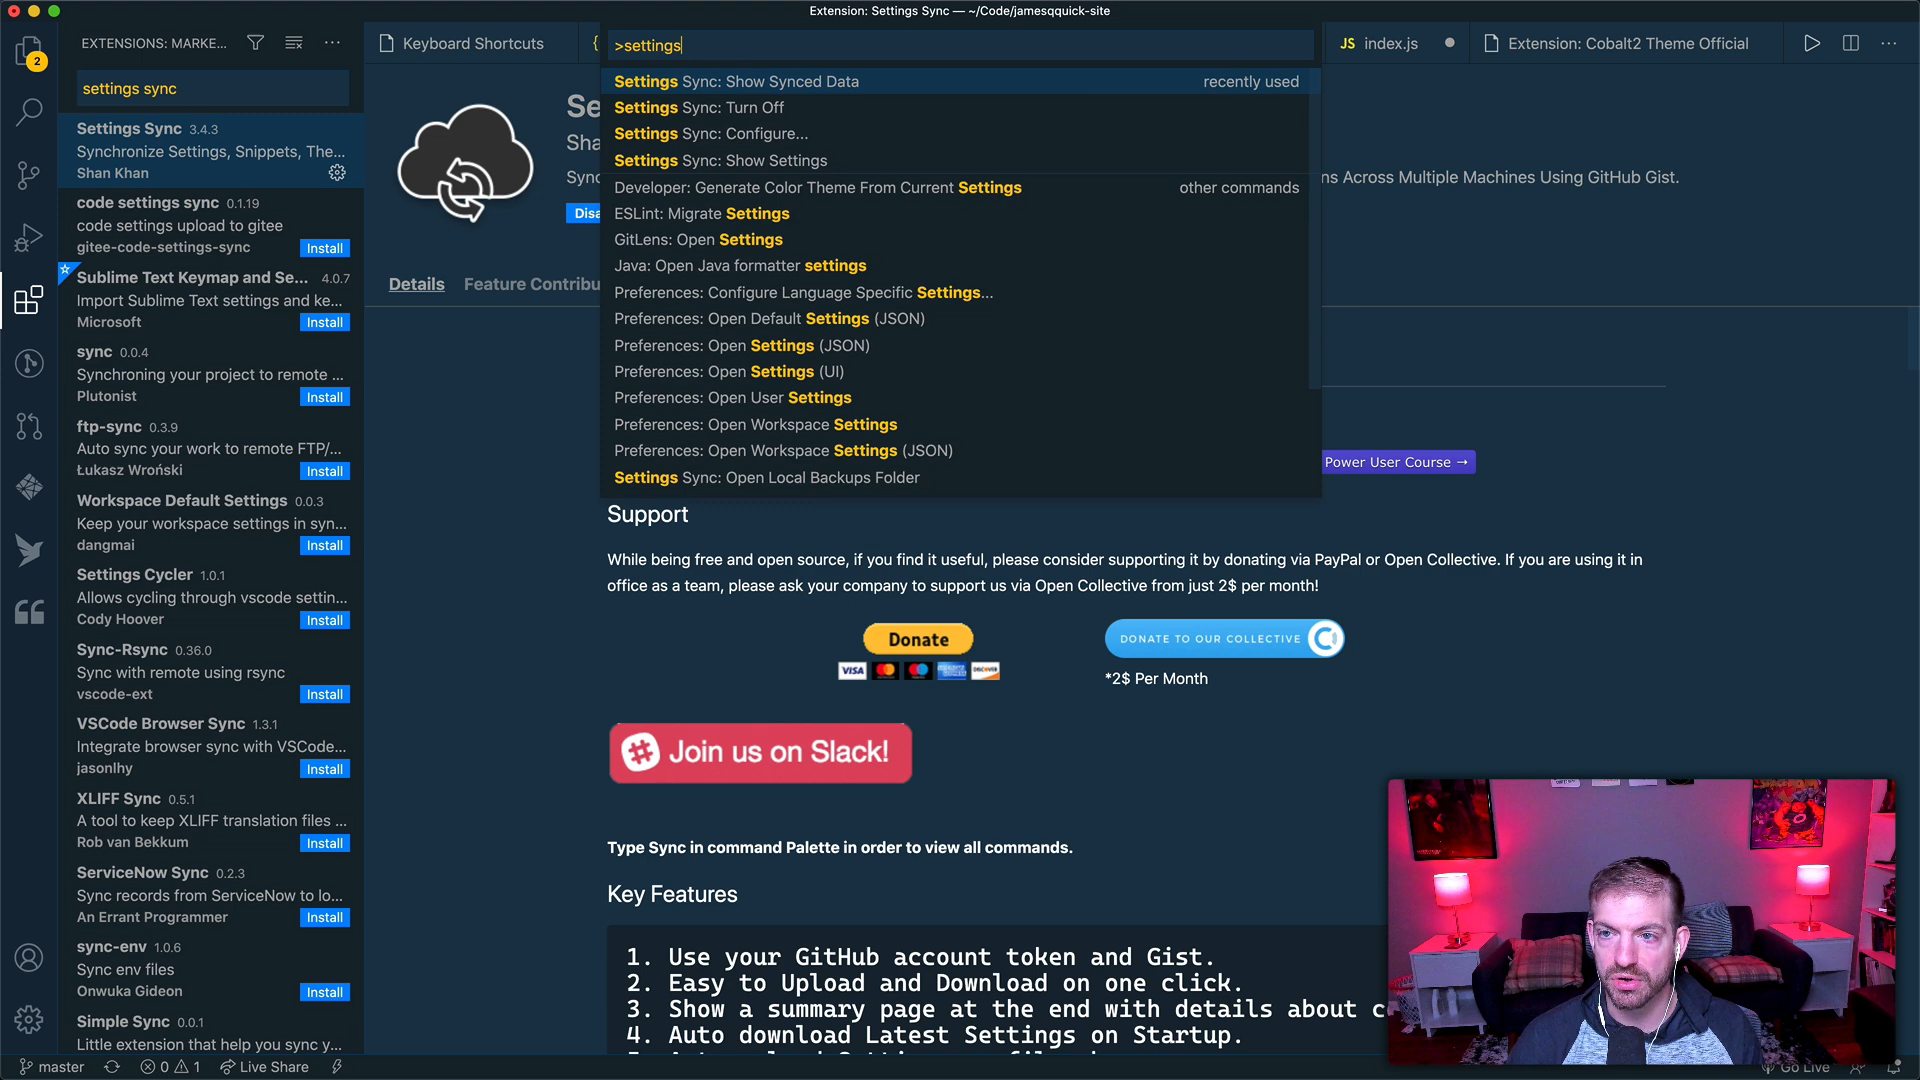 Extension: Settings Sync — ~/Code/jamesqquick-site
2
EXTENSIONS: MARKE...
settings sync
Settings Sync 3.4.3
Synchronize Settings, Snippets, The...
Shan Khan
code settings sync 0.1.19
code settings upload to gitee
gitee-code-settings-sync Install
Sublime Text Keymap and Se... 4.0.7
Import Sublime Text settings and ke...
Microsoft Install
sync 0.0.4
Synchroning your project to remote ...
Plutonist Install
ftp-sync 0.3.9
Auto sync your work to remote FTP/...
Łukasz Wroński Install
Workspace Default Settings 0.0.3
Keep your workspace settings in syn...
dangmai Install
Settings Cycler 1.0.1
Allows cycling through vscode settin...
Cody Hoover Install
Sync-Rsync 0.36.0
Sync with remote using rsync
vscode-ext Install
VSCode Browser Sync 1.3.1
Integrate browser sync with VSCode...
jasonlhy Install
XLIFF Sync 0.5.1
A tool to keep XLIFF translation files ...
Rob van Bekkum Install
ServiceNow Sync 0.2.3
Sync records from ServiceNow to lo...
An Errant Programmer Install
sync-env 1.0.6
Sync env files
Onwuka Gideon Install
Simple Sync 0.0.1
Little extension that help you sync y...
Keyboard Shortcuts
{
JS index.js
Extension: Cobalt2 Theme Official
>settings
Settings Sync: Show Synced Data recently used
Settings Sync: Turn Off
Settings Sync: Configure...
Settings Sync: Show Settings
Developer: Generate Color Theme From Current Settings other commands
ESLint: Migrate Settings
GitLens: Open Settings
Java: Open Java formatter settings
Preferences: Configure Language Specific Settings...
Preferences: Open Default Settings (JSON)
Preferences: Open Settings (JSON)
Preferences: Open Settings (UI)
Preferences: Open User Settings
Preferences: Open Workspace Settings
Preferences: Open Workspace Settings (JSON)
Settings Sync: Open Local Backups Folder
Se
Sha
Sync
ns Across Multiple Machines Using GitHub Gist.
Disa
Details Feature Contribu
Power User Course →
Support
While being free and open source, if you find it useful, please consider supporting it by donating via PayPal or Open Collective. If you are using it in
office as a team, please ask your company to support us via Open Collective from just 2$ per month!
Donate
VISA
DISCOVER
DONATE TO OUR COLLECTIVE
*2$ Per Month
Join us on Slack!
Type Sync in command Palette in order to view all commands.
Key Features
1. Use your GitHub account token and Gist.
2. Easy to Upload and Download on one click.
3. Show a summary page at the end with details about c
4. Auto download Latest Settings on Startup.
master 0 1 Live Share
Go Live